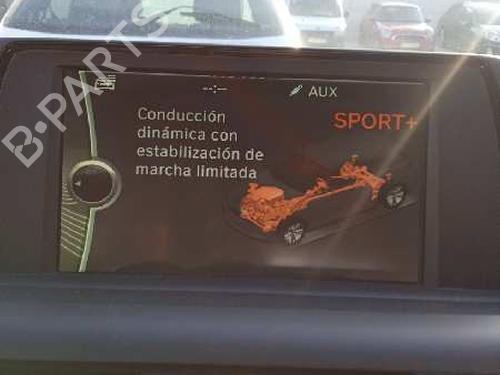 B-PARTS
--:--
AUX
Conducción
dinámica con
estabilización de
marcha limitada
SPORT+